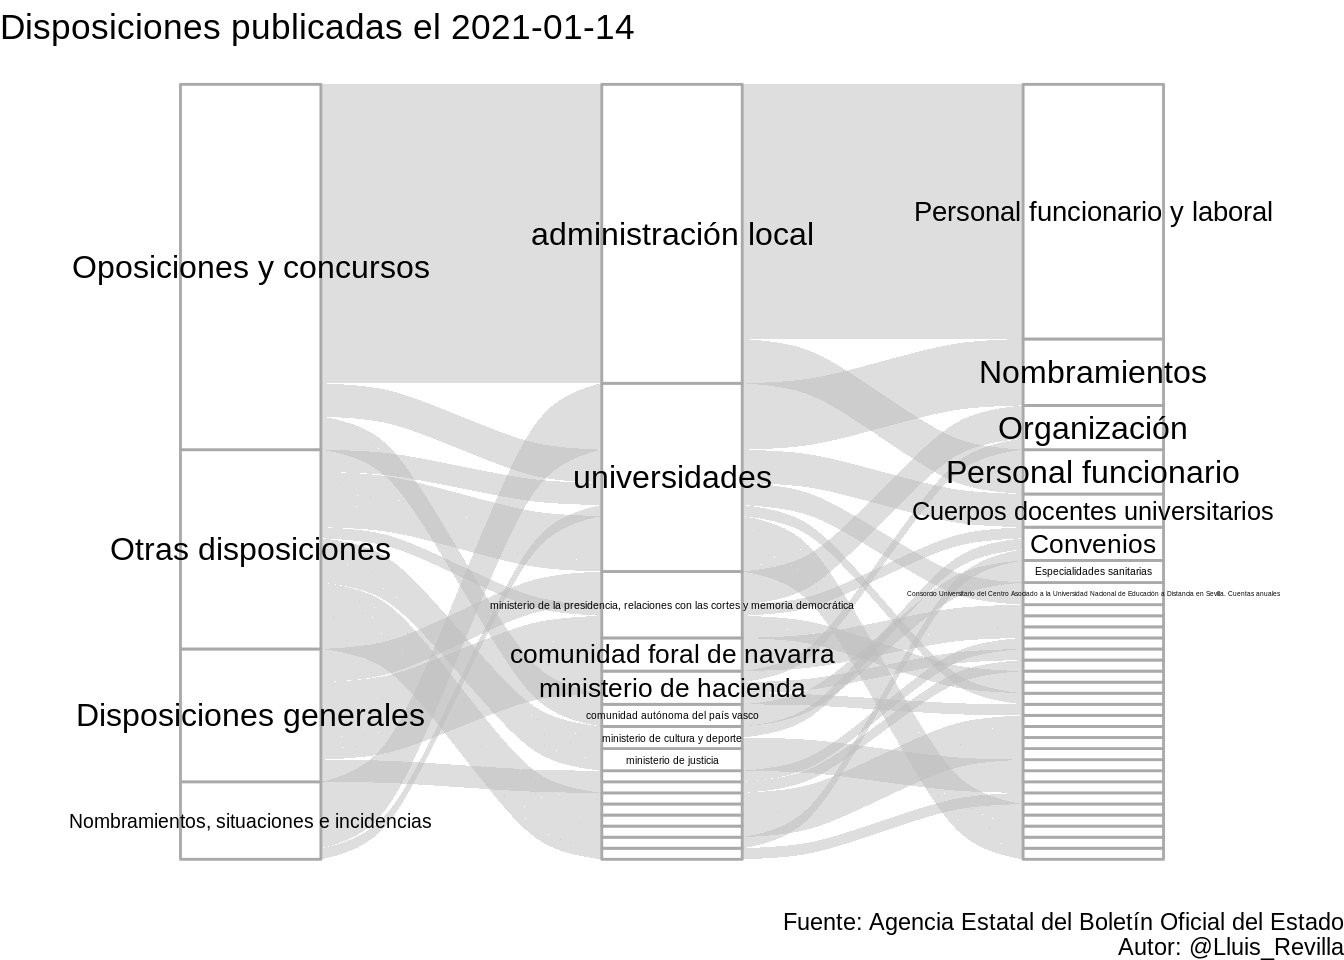 Disposiciones publicadas el 2021-01-14
Oposiciones y concursos
Otras disposiciones
Disposiciones generales
Nombramientos, situaciones e incidencias
administración local
universidades
ministerio de la presidencia, relaciones con las cortes y memoria democrática
comunidad foral de navarra
ministerio de hacienda
comunidad autónoma del país vasco
ministerio de cultura y deporte
ministerio de justicia
Personal funcionario y laboral
Nombramientos
Organización
Personal funcionario
Cuerpos docentes universitarios
Convenios
Especialidades sanitarias
Consorcio Universitario del Centro Asociado a la Universidad Nacional de Educación a Distancia en Sevilla. Cuentas anuales
Fuente: Agencia Estatal del Boletín Oficial del Estado
Autor: @Lluis_Revilla